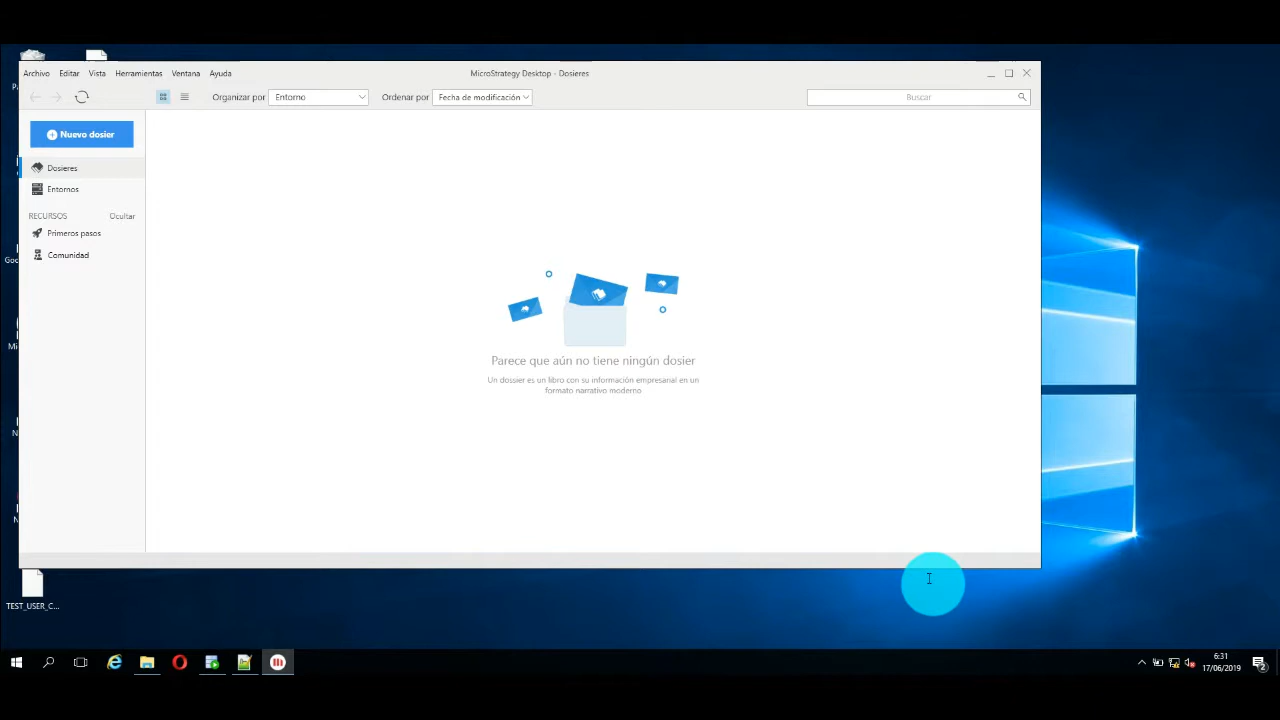 Archivo Editar Vista Herramientas Ventana Ayuda
MicroStrategy Desktop - Dosieres
Organizar por Entorno Ordenar por Fecha de modificación Buscar
Nuevo dosier
Dosieres
Entornos
RECURSOS Ocultar
Primeros pasos
Comunidad
Parece que aún no tiene ningún dosier
Un dossier es un libro con su información empresarial en un
formato narrativo moderno
TEST_USER_C...
6:31
17/06/2019
2